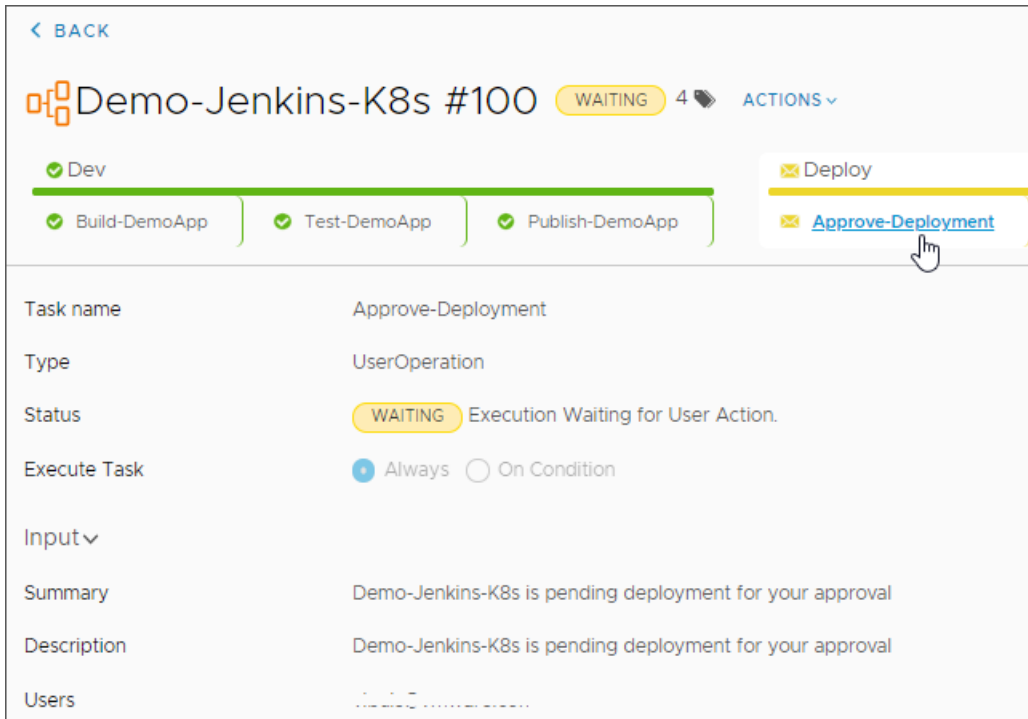 BACK
Demo-Jenkins-K8s #100 WAITING 4 ACTIONS
Dev Deploy
Build-DemoApp Test-DemoApp Publish-DemoApp Approve-Deployment
Task name Approve-Deployment
Type UserOperation
Status WAITING Execution Waiting for User Action.
Execute Task Always On Condition
Input
Summary Demo-Jenkins-K8s is pending deployment for your approval
Description Demo-Jenkins-K8s is pending deployment for your approval
Users